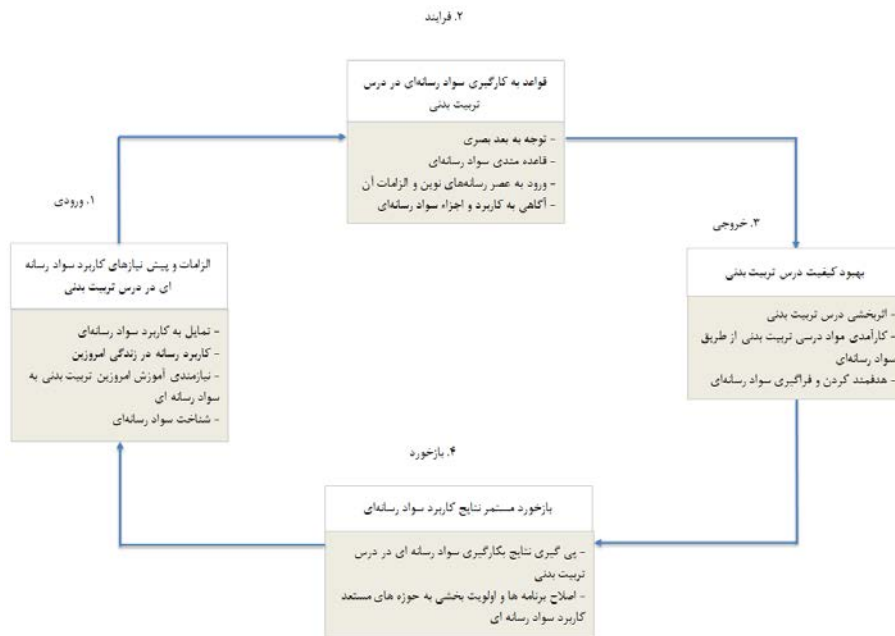 ۲. فرایند
قواعد به کارگیری سواد رسانه‌ای در درس
تربیت بدنی
- توجه به بعد بصری
- قاعده مندی سواد رسانه‌ای
- ورود به عصر رسانه‌های نوین و الزامات آن
- آگاهی به کاربرد و اجزاء سواد رسانه‌ای
۱. ورودی
الزامات و پیش نیازهای کاربرد سواد رسانه
ای در درس تربیت بدنی
- تمایل به کاربرد سواد رسانه‌ای
- کاربرد رسانه در زندگی امروزین
- نیازمندی آموزش امروزین تربیت بدنی به
سواد رسانه ای
- شناخت سواد رسانه‌ای
۳. خروجی
بهبود کیفیت درس تربیت بدنی
- اثربخشی درس تربیت بدنی
- کارآمدی مواد درسی تربیت بدنی از طریق
سواد رسانه‌ای
- هدفمند کردن و فراگیری سواد رسانه‌ای
۴. بازخورد
بازخورد مستمر نتایج کاربرد سواد رسانه‌ای
- پی گیری نتایج بکارگیری سواد رسانه ای در درس
تربیت بدنی
- اصلاح برنامه ها و اولویت بخشی به حوزه های مستعد
کاربرد سواد رسانه ای